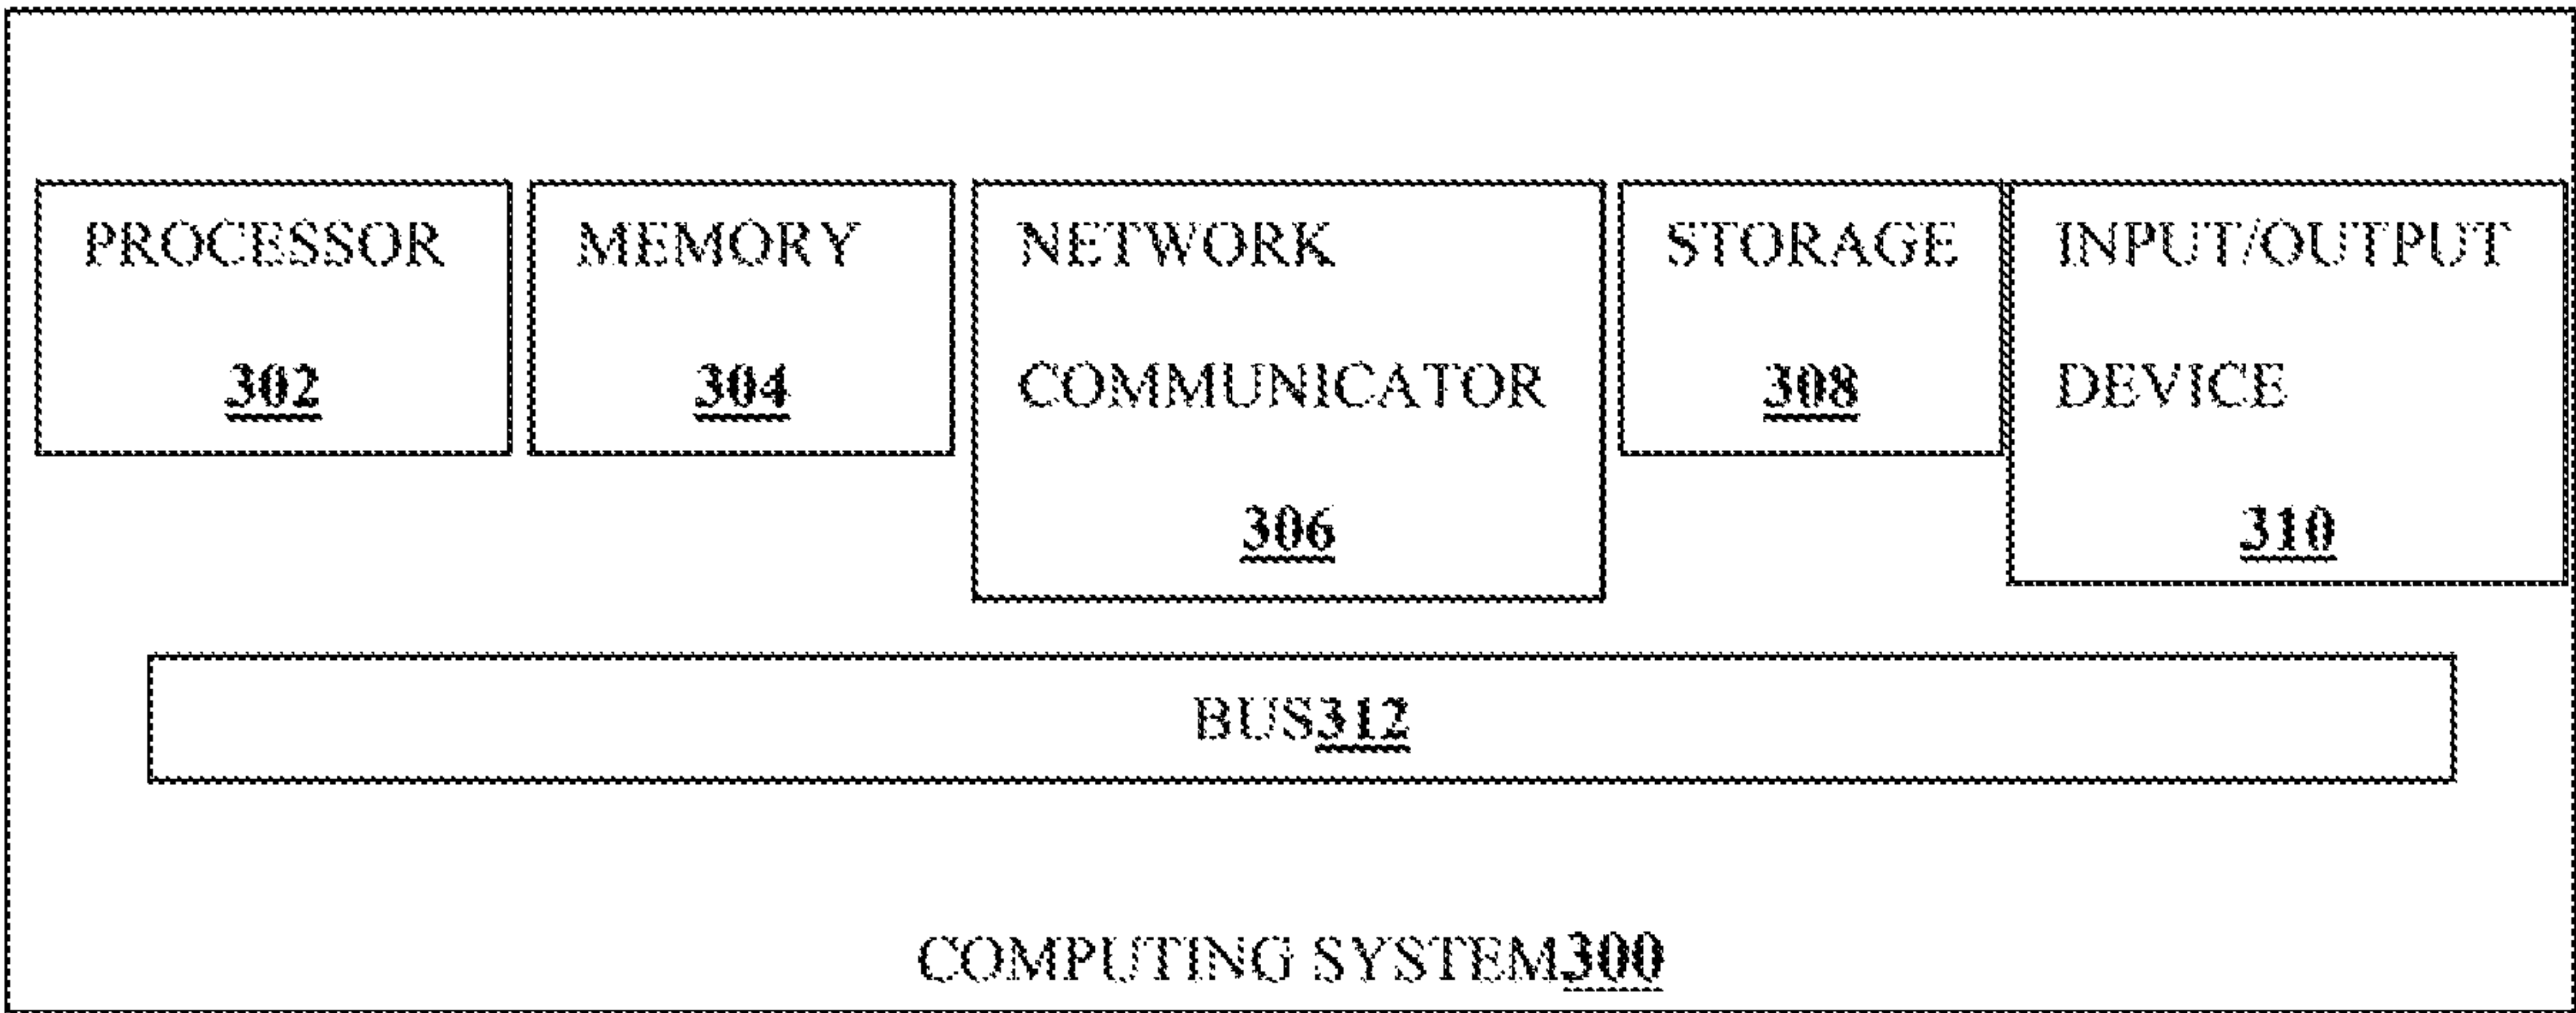 PROCESSOR
302
MEMORY
304
NETWORK
COMMUNICATOR
306
STORAGE
308
INPUT/OUTPUT
DEVICE
310
BUS312
COMPUTING SYSTEM300